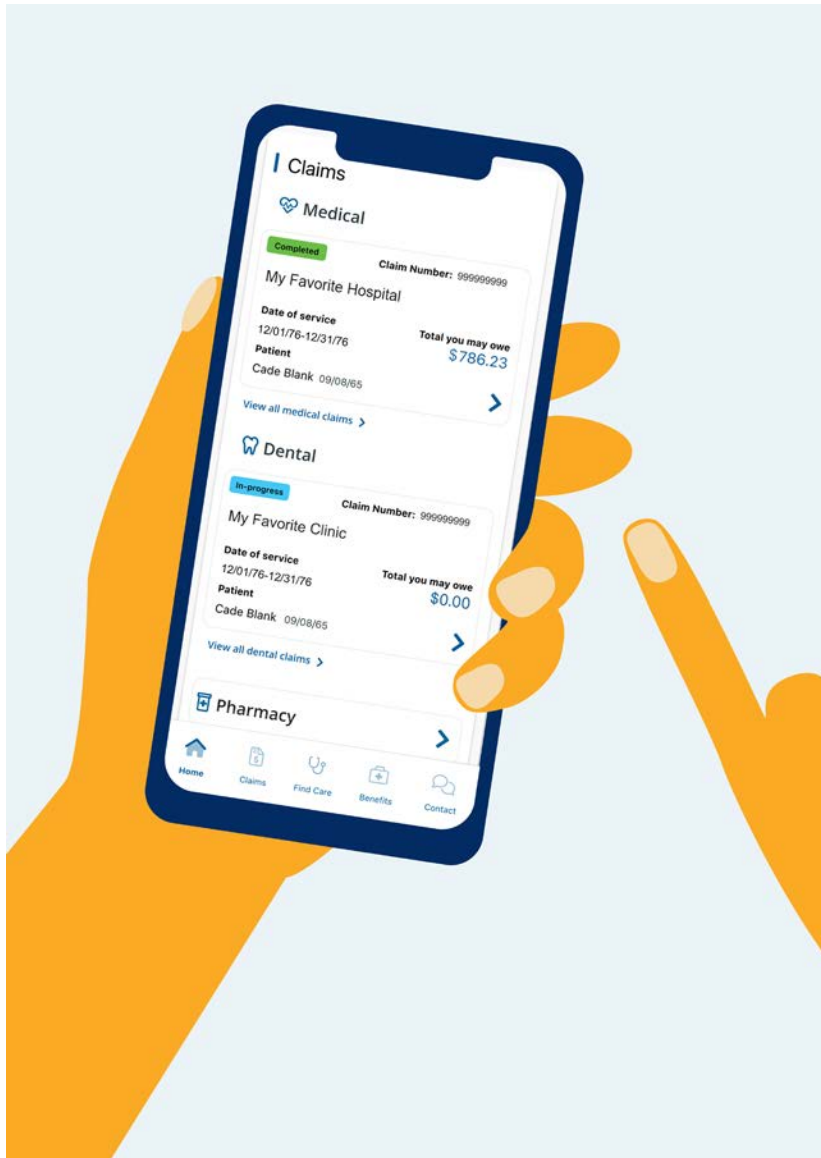 Claims
Medical
Completed
Claim Number: 999999999
My Favorite Hospital
Date of service
12/01/76-12/31/76
Total you may owe
$786.23
Patient
Cade Blank 09/08/65
View all medical claims
Dental
In-progress
Claim Number: 999999999
My Favorite Clinic
Date of service
12/01/76-12/31/76
Total you may owe
$0.00
Patient
Cade Blank 09/08/65
View all dental claims
Pharmacy
Home Claims Find Care Benefits Contact